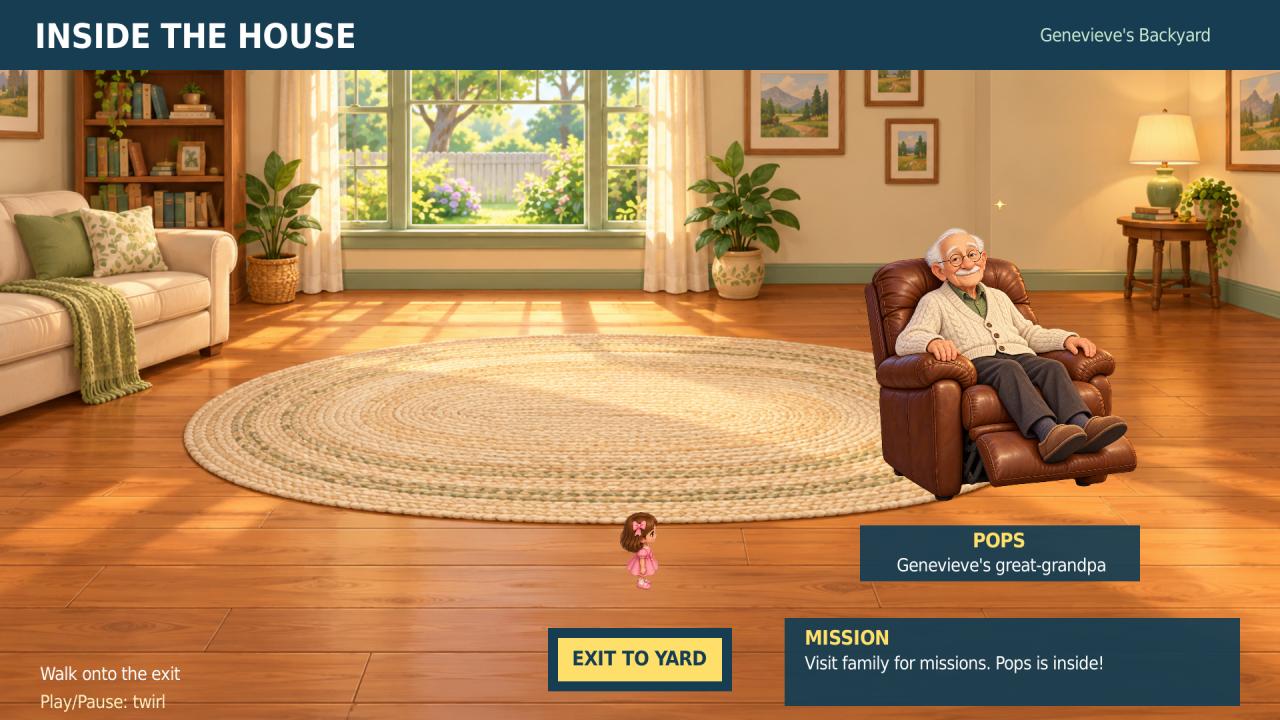 INSIDE THE HOUSE
Genevieve's Backyard
POPS
Genevieve's great-grandpa
MISSION
Visit family for missions. Pops is inside!
EXIT TO YARD
Walk onto the exit
Play/Pause: twirl